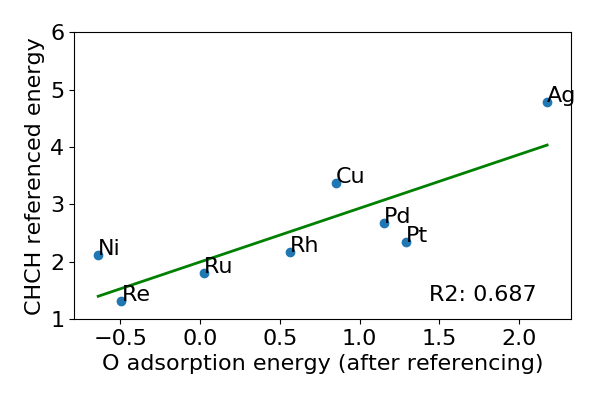 6
5
4
3
2
1
CHCH referenced energy
Ag
Cu
Pd
Pt
Ni
Rh
Ru
Re
R2: 0.687
−0.5 0.0 0.5 1.0 1.5 2.0
O adsorption energy (after referencing)